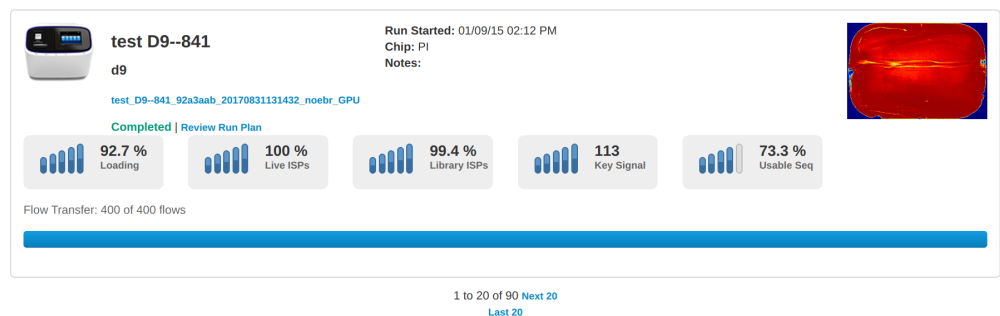 test D9--841
d9
test_D9--841_92a3aab_20170831131432_noebr_GPU
Completed | Review Run Plan
Run Started: 01/09/15 02:12 PM
Chip: PI
Notes:
92.7 %
Loading
100 %
Live ISPs
99.4 %
Library ISPs
113
Key Signal
73.3 %
Usable Seq
Flow Transfer: 400 of 400 flows
1 to 20 of 90 Next 20
Last 20